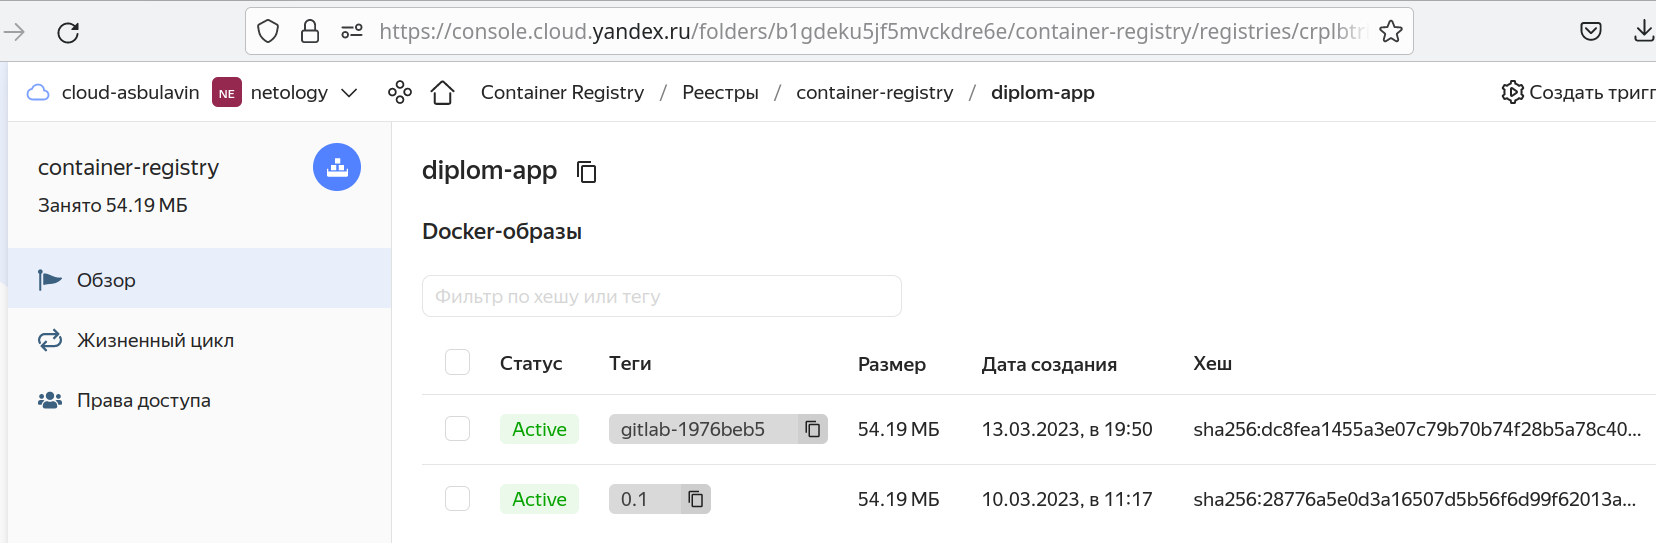 https://console.cloud.yandex.ru/folders/b1gdeku5jf5mvckdre6e/container-registry/registries/crplbtr
cloud-asbulavin NE netology Container Registry / Реестры / container-registry / diplom-app Создать тригг
container-registry
Занято 54.19 МБ
Обзор
Жизненный цикл
Права доступа
diplom-app
Docker-образы
Фильтр по хешу или тегу
Статус Теги Размер Дата создания Хеш
Active gitlab-1976beb5 54.19 МБ 13.03.2023, в 19:50 sha256:dc8fea1455a3e07c79b70b74f28b5a78c40...
Active 0.1 54.19 МБ 10.03.2023, в 11:17 sha256:28776a5e0d3a16507d5b56f6d99f62013a...